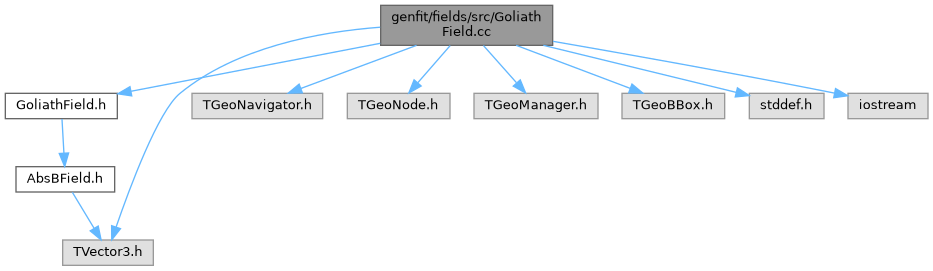 genfit/fields/src/Goliath
Field.cc
GoliathField.h
TGeoNavigator.h
TGeoNode.h
TGeoManager.h
TGeoBBox.h
stddef.h
iostream
AbsBField.h
TVector3.h